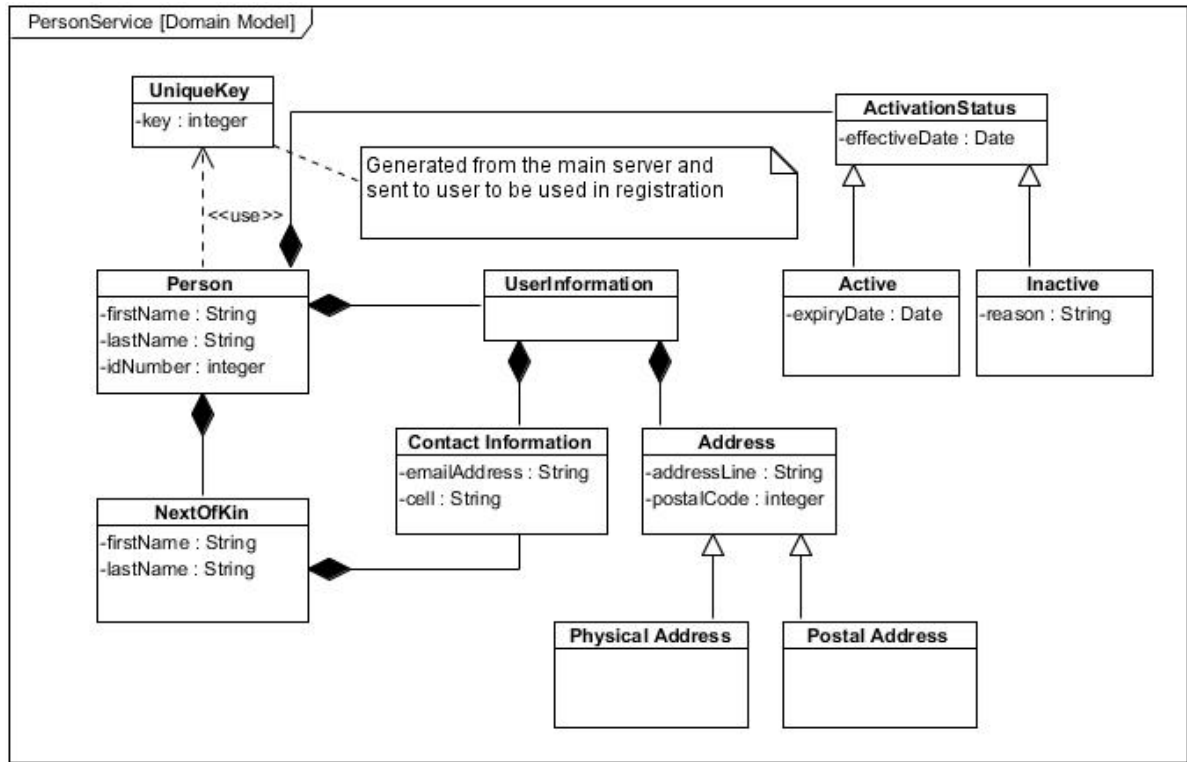 PersonService [Domain Model]
UniqueKey
-key : integer
ActivationStatus
-effectiveDate : Date
Generated from the main server and
sent to user to be used in registration
<<use>>
Person
-firstName : String
-lastName : String
-idNumber : integer
UserInformation
Active
-expiryDate : Date
Inactive
-reason : String
Contact Information
-emailAddress : String
-cell : String
Address
-addressLine : String
-postalCode : integer
NextOfKin
-firstName : String
-lastName : String
Physical Address
Postal Address